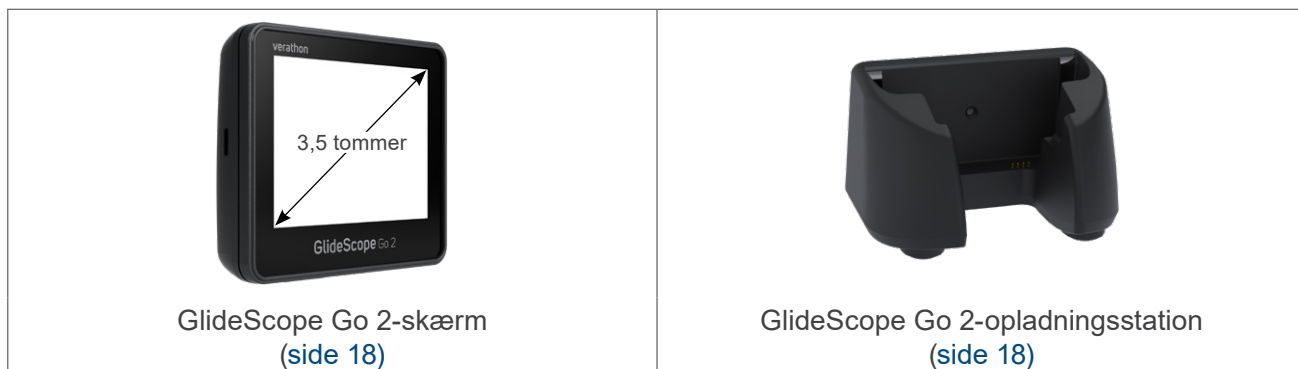 verathon
3,5 tommer
GlideScope Go 2
GlideScope Go 2-skærm
(side 18)
GlideScope Go 2-opladningsstation
(side 18)